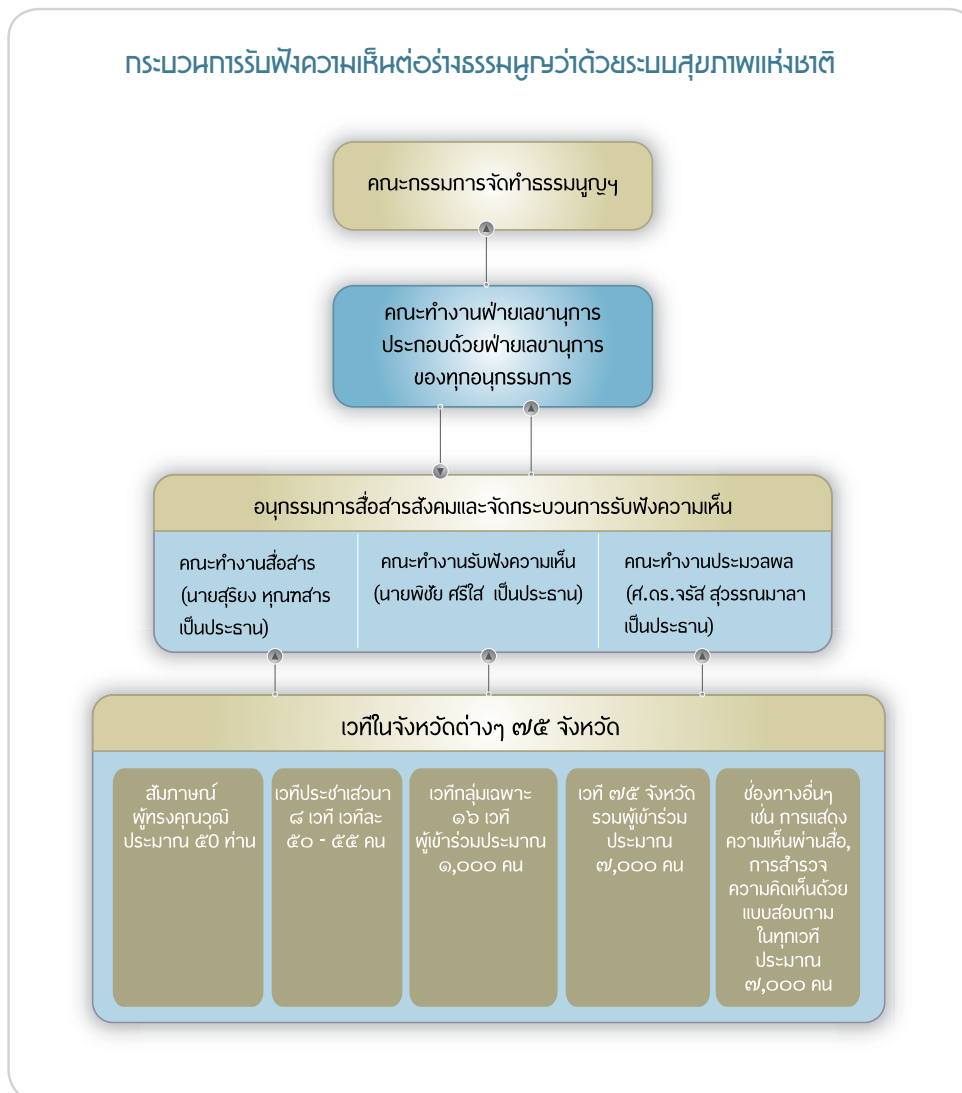 กระบวนการรับฟังความเห็นต่อร่างธรรมนูญว่าด้วยระบบสุขภาพแห่งชาติ
คณะกรรมการจัดทำธรรมนูญฯ
คณะทำงานฝ่ายเลขานุการ
ประกอบด้วยฝ่ายเลขานุการ
ของทุกอนุกรรมการ
อนุกรรมการสื่อสารสังคมและจัดกระบวนการรับฟังความเห็น
คณะทำงานสื่อสาร
(นายสุริยง หุณฑสาร
เป็นประธาน)
คณะทำงานรับฟังความเห็น
(นายพิชัย ศรีใส เป็นประธาน)
คณะทำงานประมวลผล
(ศ.ดร.จรัส สุวรรณมาลา
เป็นประธาน)
เวทีในจังหวัดต่างๆ ๗๕ จังหวัด
สัมภาษณ์
ผู้ทรงคุณวุฒิ
ประมาณ ๕0 ท่าน
เวทีประชาเสวนา
๘ เวที เวทีละ
๕๐ - ๕๕ คน
เวทีกลุ่มเฉพาะ
๑๖ เวที
ผู้เข้าร่วมประมาณ
๑,๐๐๐ คน
เวที ๗๕ จังหวัด
รวมผู้เข้าร่วม
ประมาณ
๗,๐๐๐ คน
ช่องทางอื่นๆ
เช่น การแสดง
ความเห็นผ่านสื่อ,
การสำรวจ
ความคิดเห็นด้วย
แบบสอบถาม
ในทุกเวที
ประมาณ
๗,๐๐๐ คน